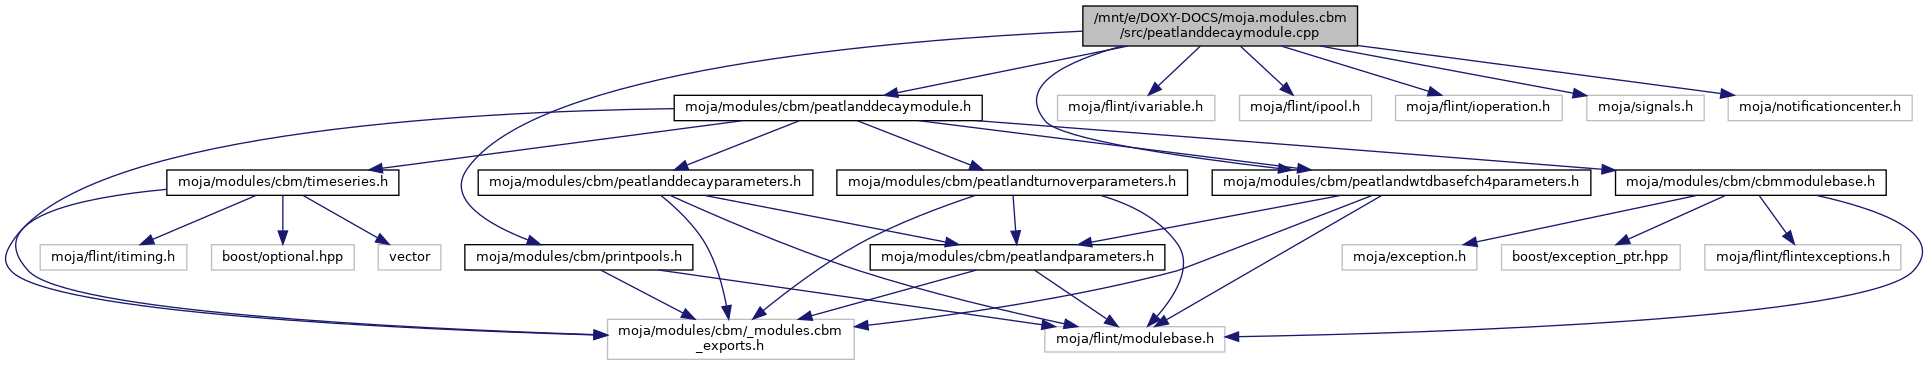 /mnt/e/DOXY-DOCS/moja.modules.cbm
/src/peatlanddecaymodule.cpp
moja/modules/cbm/peatlanddecaymodule.h
moja/flint/ivariable.h
moja/flint/ipool.h
moja/flint/ioperation.h
moja/signals.h
moja/notificationcenter.h
moja/modules/cbm/timeseries.h
moja/modules/cbm/peatlanddecayparameters.h
moja/modules/cbm/peatlandturnoverparameters.h
moja/modules/cbm/peatlandwtdbasefch4parameters.h
moja/modules/cbm/cbmmodulebase.h
moja/flint/itiming.h
boost/optional.hpp
vector
moja/modules/cbm/printpools.h
moja/modules/cbm/peatlandparameters.h
moja/exception.h
boost/exception_ptr.hpp
moja/flint/flintexceptions.h
moja/modules/cbm/_modules.cbm
_exports.h
moja/flint/modulebase.h